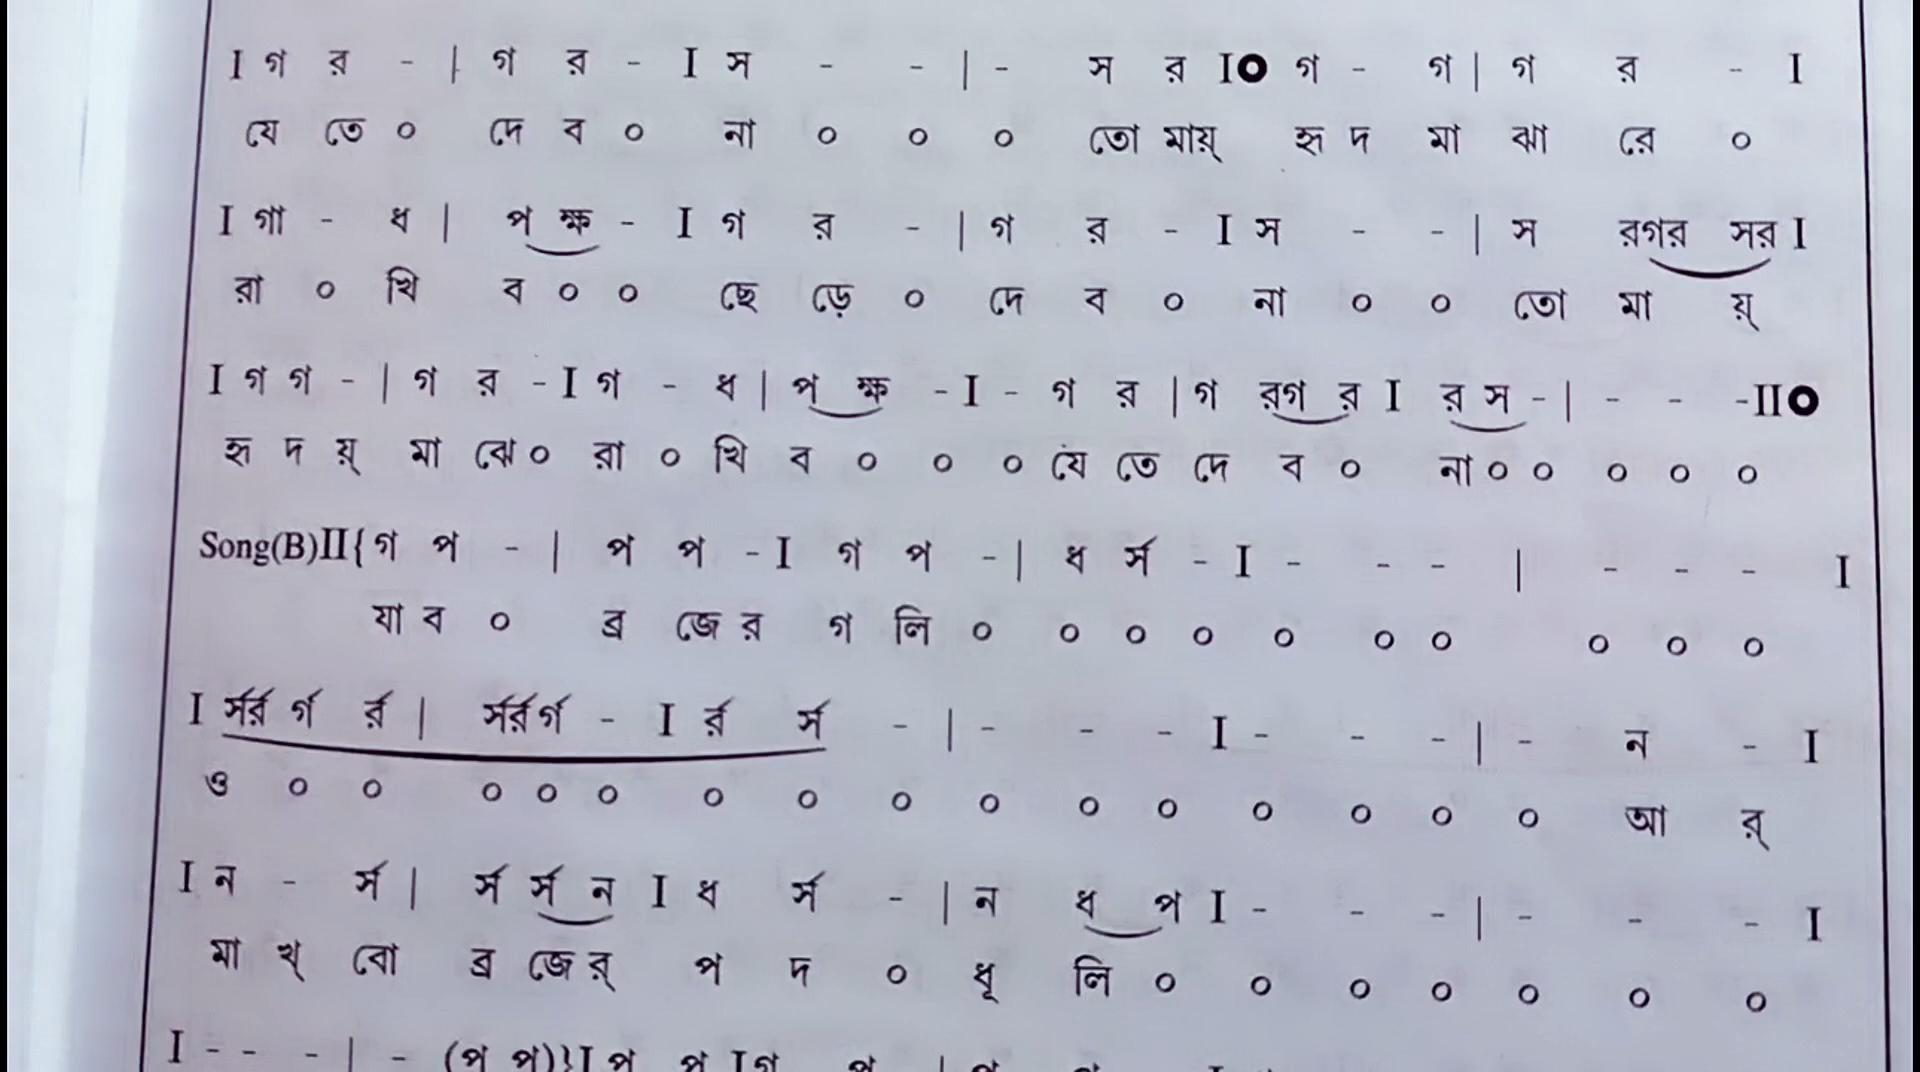 I গ র - | গ র - I স - - | - স র I০ গ - গ | গ র - I
যে তে ০ দে ব ০ না ০ ০ ০ তো মায়্ হৃ দ মা ঝা রে ০
I গা - ধ | প ক্ষ - I গ র - | গ র - I স - - | স রগর সর I
রা ০ খি ব ০ ০ ছে ড়ে ০ দে ব ০ না ০ ০ তো মা য়্
I গ গ - | গ র - I গ - ধ | প ক্ষ - I - গ র | গ রগ র I র স - | - - - II০
হৃ দ য়্ মা ঝে ০ রা ০ খি ব ০ ০ ০ যে তে দে ব ০ না ০ ০ ০ ০ ০
Song(B)II{ গ প - | প প - I গ প - | ধ র্স - I - - - | - - - I
যা ব ০ ব্র জে র গ লি ০ ০ ০ ০ ০ ০ ০ ০ ০ ০
I র্সর্র র্গ র্র | র্সর্রর্গ - I র্র র্স - | - - - I - - - | - ন - I
ও ০ ০ ০ ০ ০ ০ ০ ০ ০ ০ ০ ০ ০ ০ ০ আ র্
I ন - র্স | র্স র্স ন I ধ র্স - | ন ধ প I - - - | - - - I
মা খ্ বো ব্র জে র্ প দ ০ ধূ লি ০ ০ ০ ০ ০ ০ ০
I - - - | - (প প)}I প প I গ প |